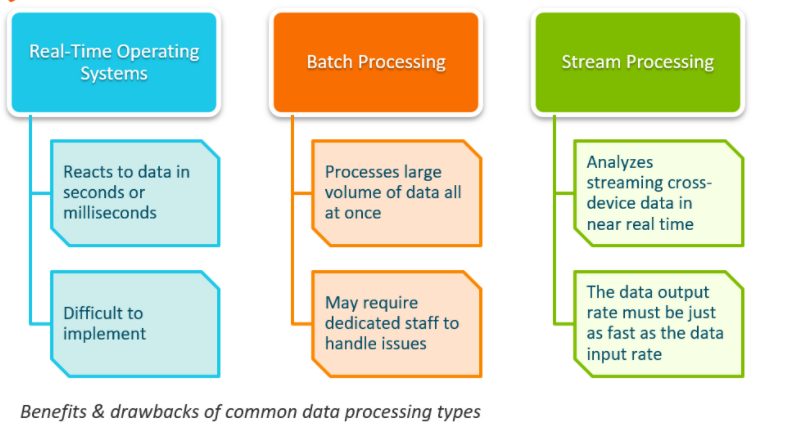 Real-Time Operating
Systems
Batch Processing
Stream Processing
Reacts to data in
seconds or
milliseconds
Processes large
volume of data all
at once
Analyzes
streaming cross-
device data in
near real time
Difficult to
implement
May require
dedicated staff to
handle issues
The data output
rate must be just
as fast as the data
input rate
Benefits & drawbacks of common data processing types